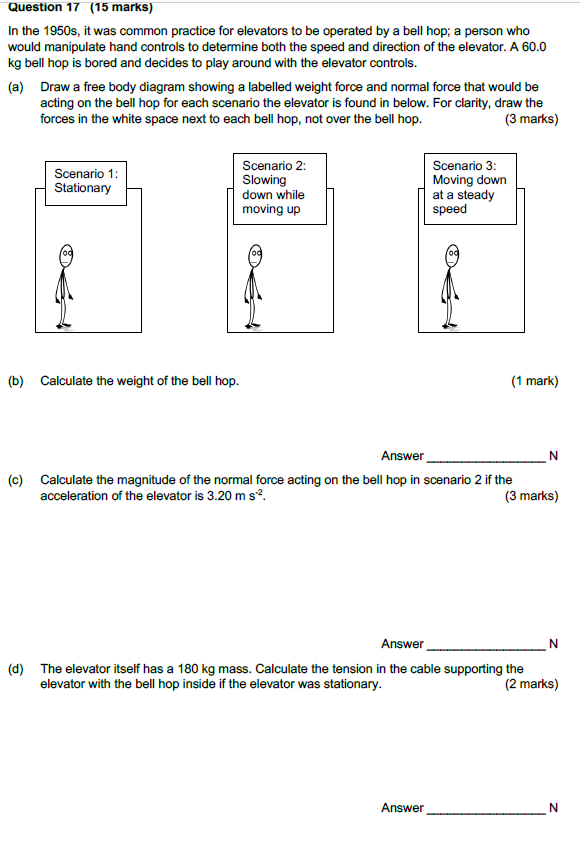 Question 17 (15 marks)
In the 1950s, it was common practice for elevators to be operated by a bell hop; a person who
would manipulate hand controls to determine both the speed and direction of the elevator. A 60.0
kg bell hop is bored and decides to play around with the elevator controls.
(a) Draw a free body diagram showing a labelled weight force and normal force that would be
acting on the bell hop for each scenario the elevator is found in below. For clarity, draw the
forces in the white space next to each bell hop, not over the bell hop. (3 marks)
Scenario 1:
Stationary
Scenario 2:
Slowing
down while
moving up
Scenario 3:
Moving down
at a steady
speed
(b) Calculate the weight of the bell hop. (1 mark)
Answer ____________________ N
(c) Calculate the magnitude of the normal force acting on the bell hop in scenario 2 if the
acceleration of the elevator is 3.20 m s⁻². (3 marks)
Answer ____________________ N
(d) The elevator itself has a 180 kg mass. Calculate the tension in the cable supporting the
elevator with the bell hop inside if the elevator was stationary. (2 marks)
Answer ____________________ N